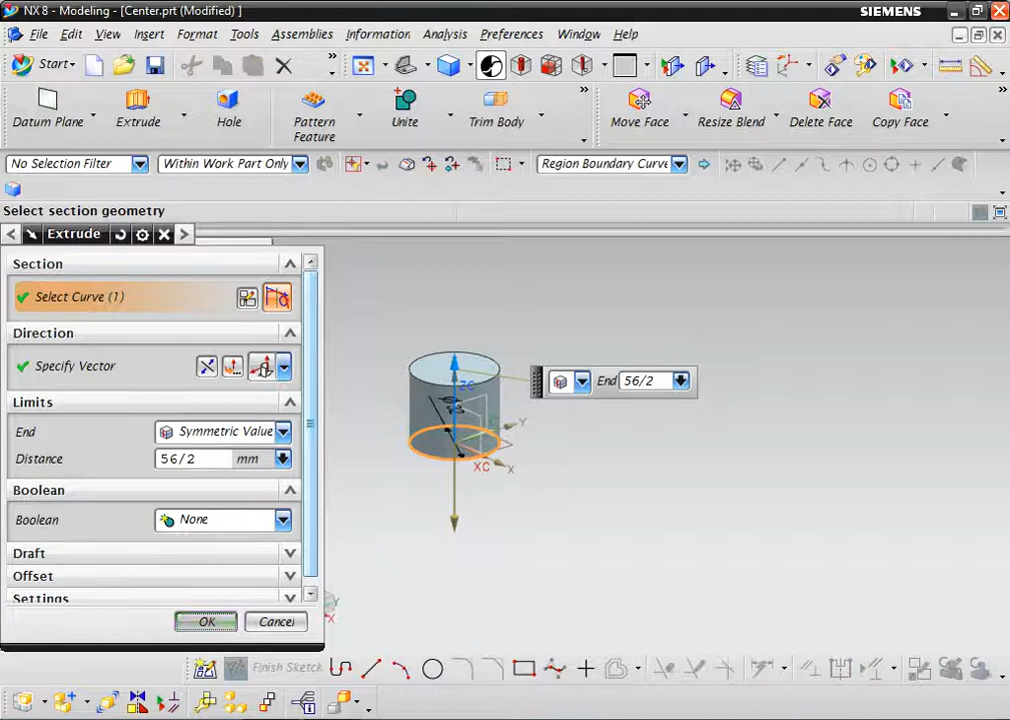 NX 8 - Modeling - [Center.prt (Modified) ]
SIEMENS
File Edit View Insert Format Tools Assemblies Information Analysis Preferences Window Help
Start
Datum Plane Extrude Hole Pattern Feature Unite Trim Body Move Face Resize Blend Delete Face Copy Face
No Selection Filter Within Work Part Only Region Boundary Curve
Select section geometry
Extrude
Section
Select Curve (1)
Direction
Specify Vector
Limits
End Symmetric Value
Distance 56/2 mm
Boolean
Boolean None
Draft
Offset
Settings
OK Cancel
End 56/2
ZC
Y
XC X
Y
X
Finish Sketch